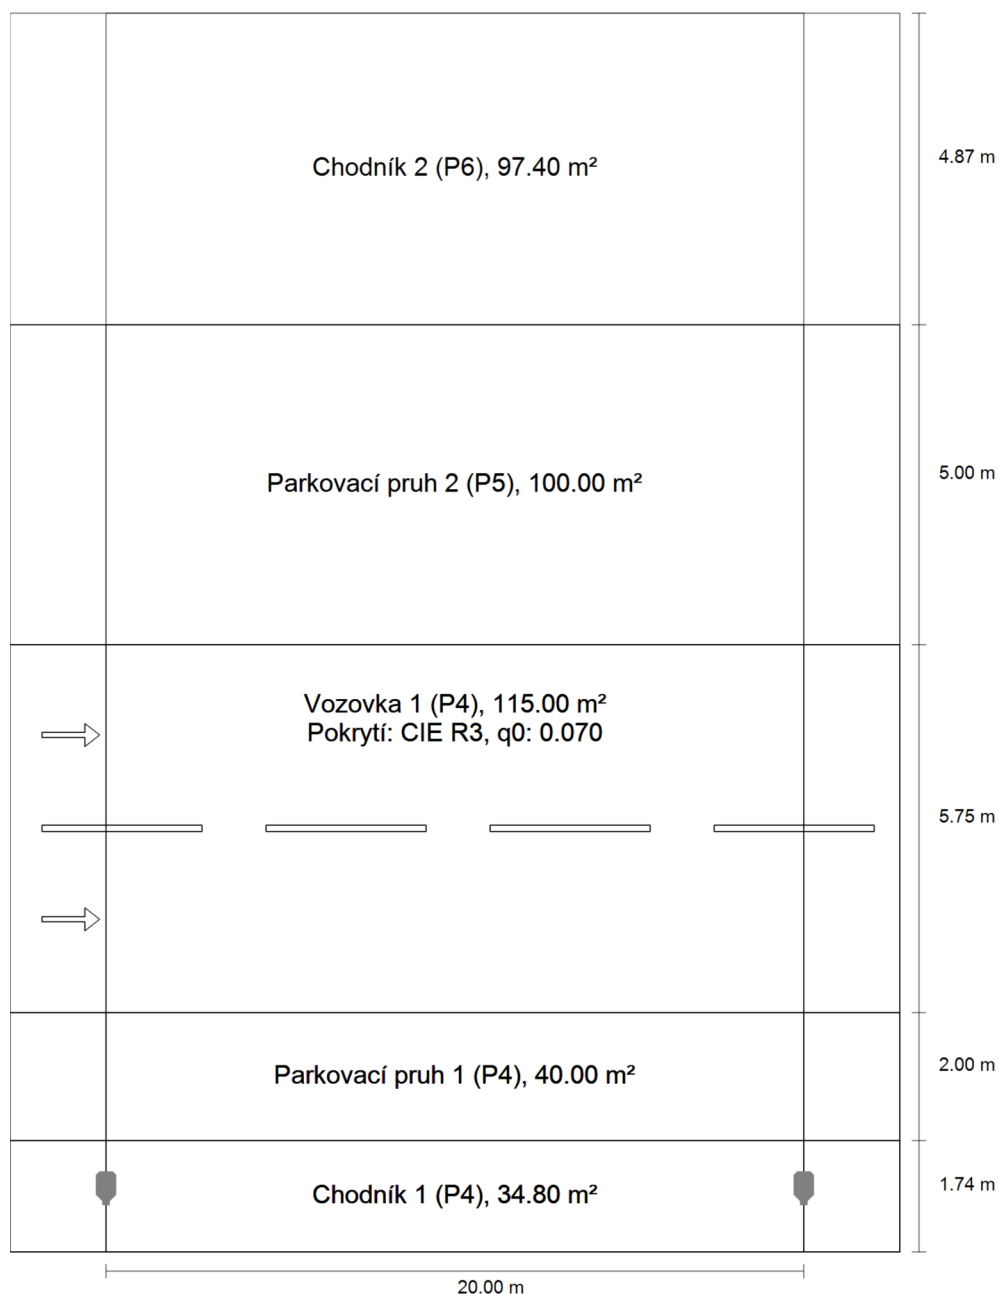 Chodník 2 (P6), 97.40 m²
4.87 m
Parkovací pruh 2 (P5), 100.00 m²
5.00 m
Vozovka 1 (P4), 115.00 m²
Pokrytí: CIE R3, q0: 0.070
5.75 m
Parkovací pruh 1 (P4), 40.00 m²
2.00 m
Chodník 1 (P4), 34.80 m²
1.74 m
20.00 m